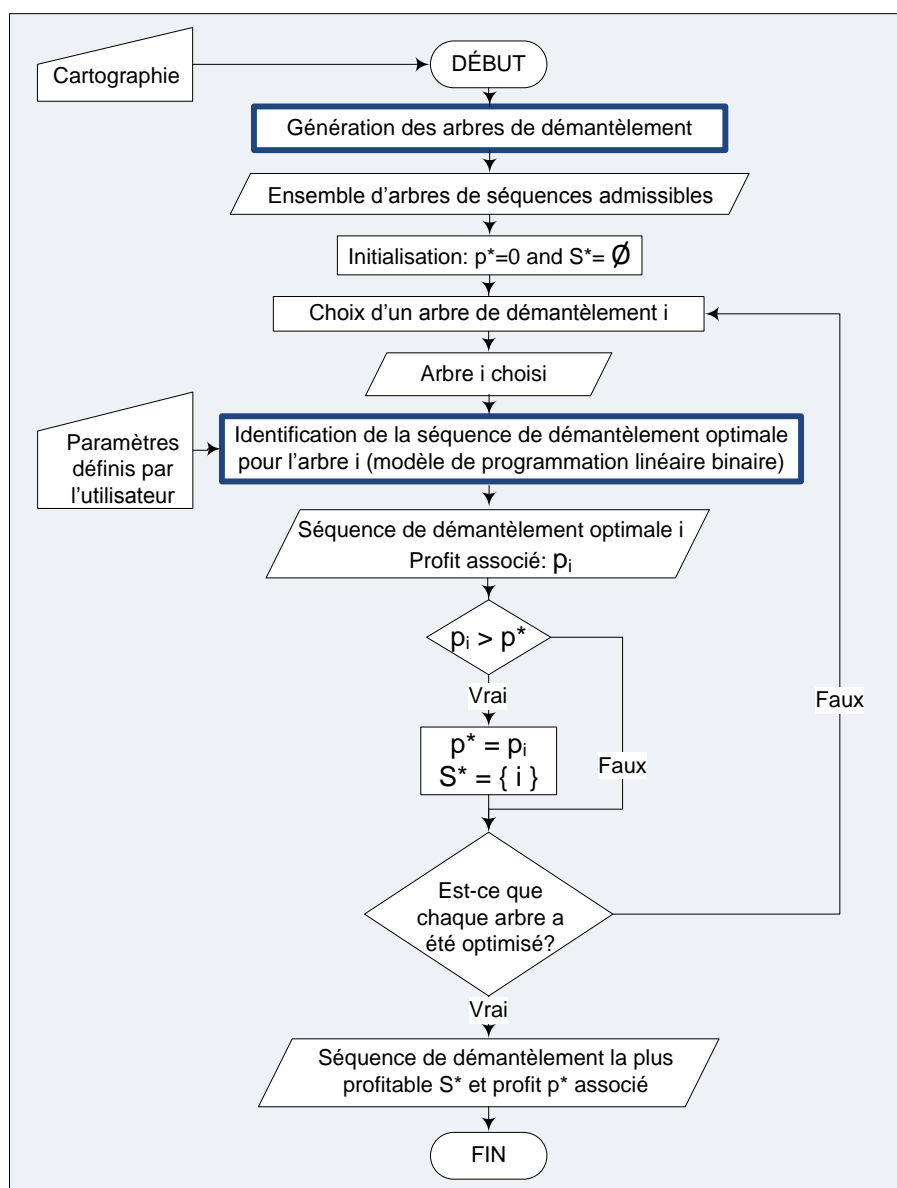 Cartographie
DÉBUT
Génération des arbres de démantèlement
Ensemble d'arbres de séquences admissibles
Initialisation: p*=0 and S*= Ø
Choix d'un arbre de démantèlement i
Arbre i choisi
Paramètres
définis par
l'utilisateur
Identification de la séquence de démantèlement optimale
pour l'arbre i (modèle de programmation linéaire binaire)
Séquence de démantèlement optimale i
Profit associé: pi
pi > p*
Vrai
Faux
p* = pi
S* = { i }
Faux
Est-ce que
chaque arbre a
été optimisé?
Vrai
Séquence de démantèlement la plus
profitable S* et profit p* associé
FIN